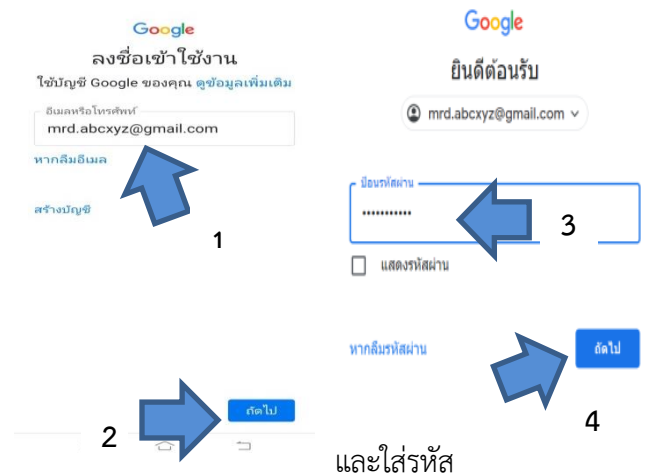 Google
ลงชื่อเข้าใช้งาน
ใช้บัญชี Google ของคุณ ดูข้อมูลเพิ่มเติม
อีเมลหรือโทรศัพท์
mrd.abcxyz@gmail.com
หากลืมอีเมล
สร้างบัญชี
1
2
ถัดไป
Google
ยินดีต้อนรับ
mrd.abcxyz@gmail.com
ป้อนรหัสผ่าน
•••••••••••
3
แสดงรหัสผ่าน
หากลืมรหัสผ่าน
ถัดไป
4
และใส่รหัส